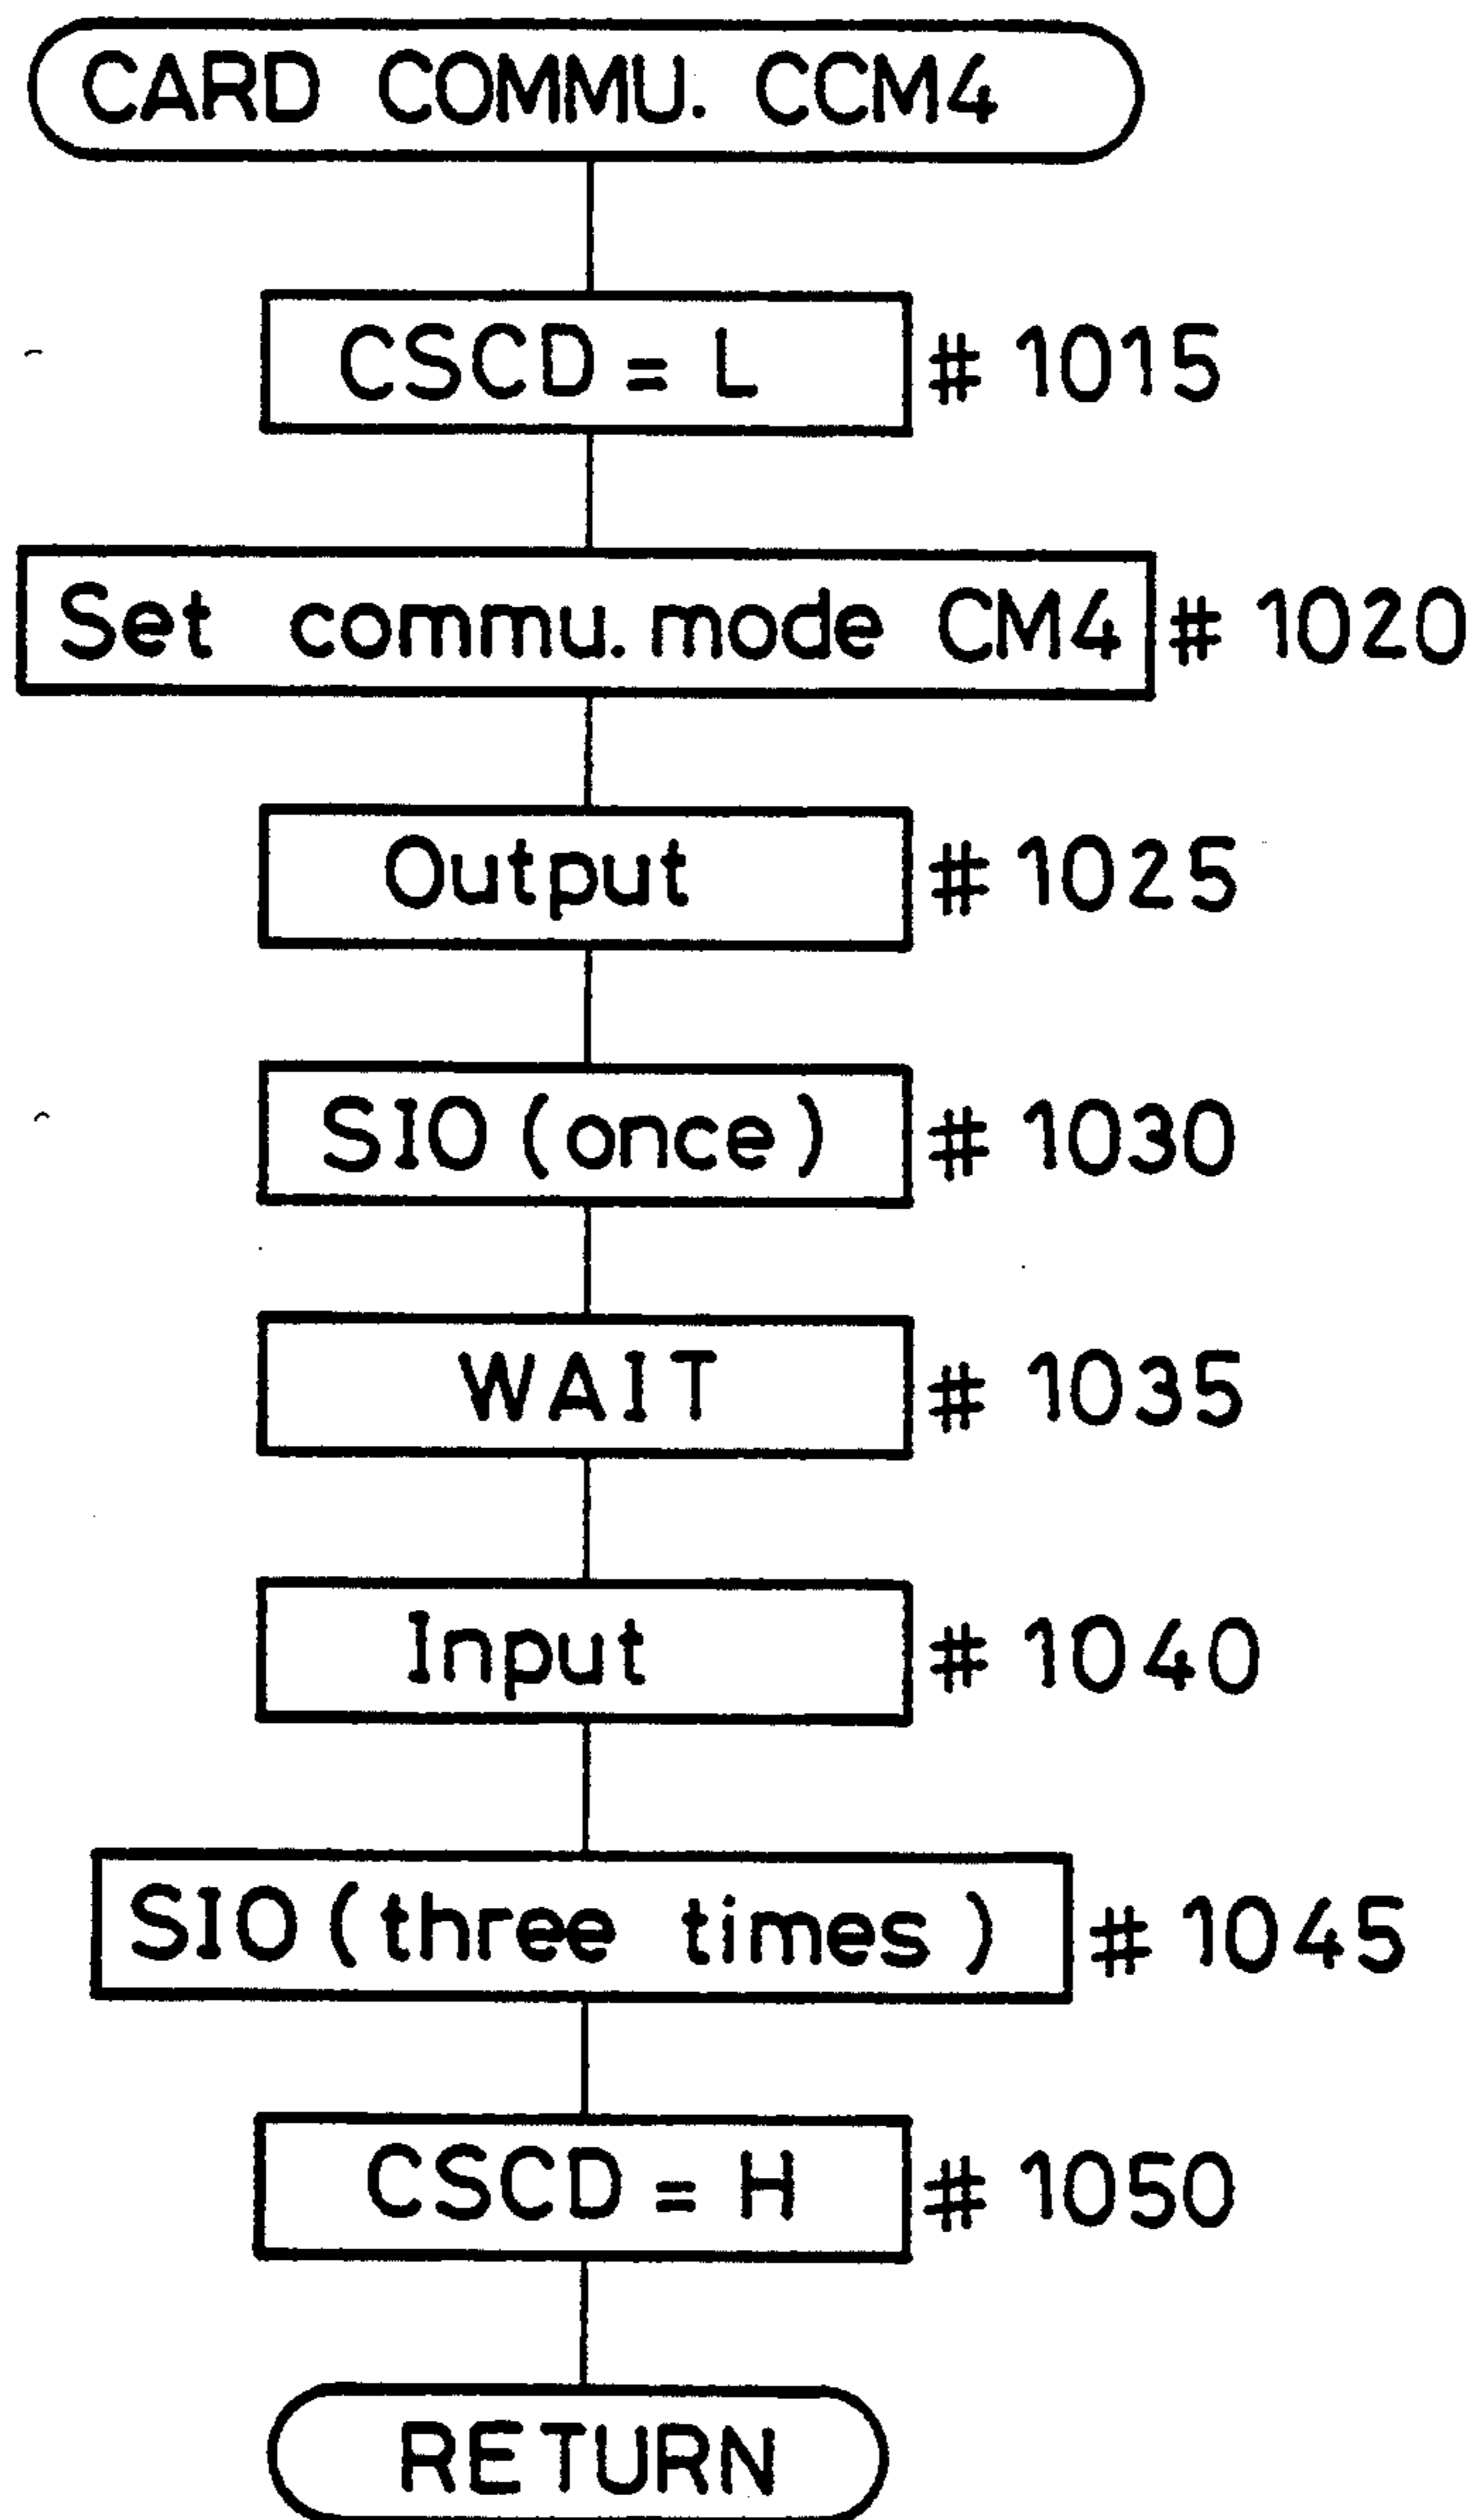 CARD COMMU. CCM4
CSCD = L # 1015
Set commu. mode CM4 # 1020
Output # 1025
SIO (once) # 1030
WAIT # 1035
Input # 1040
SIO (three times) # 1045
CSCD = H # 1050
RETURN